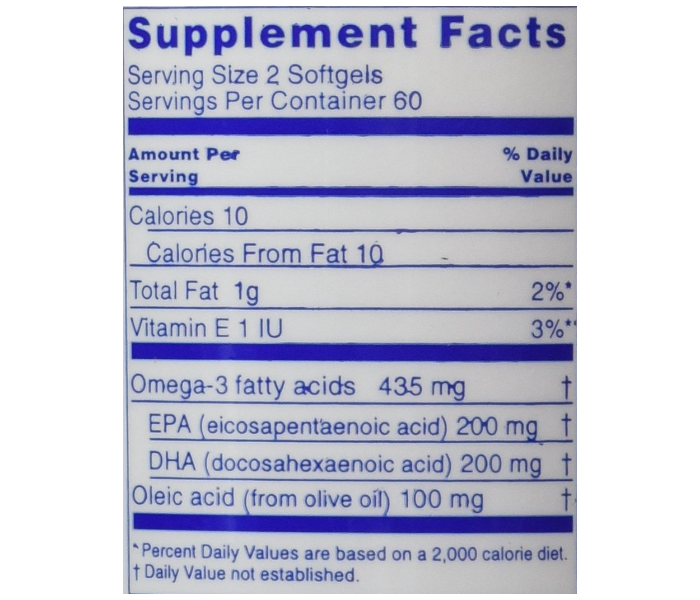 Supplement Facts
Serving Size 2 Softgels
Servings Per Container 60
Amount Per % Daily
Serving Value
Calories 10
Calories From Fat 10
Total Fat 1g 2%*
Vitamin E 1 IU 3%*
Omega-3 fatty acids 435 mg †
EPA (eicosapentaenoic acid) 200 mg †
DHA (docosahexaenoic acid) 200 mg †
Oleic acid (from olive oil) 100 mg †
*Percent Daily Values are based on a 2,000 calorie diet.
† Daily Value not established.